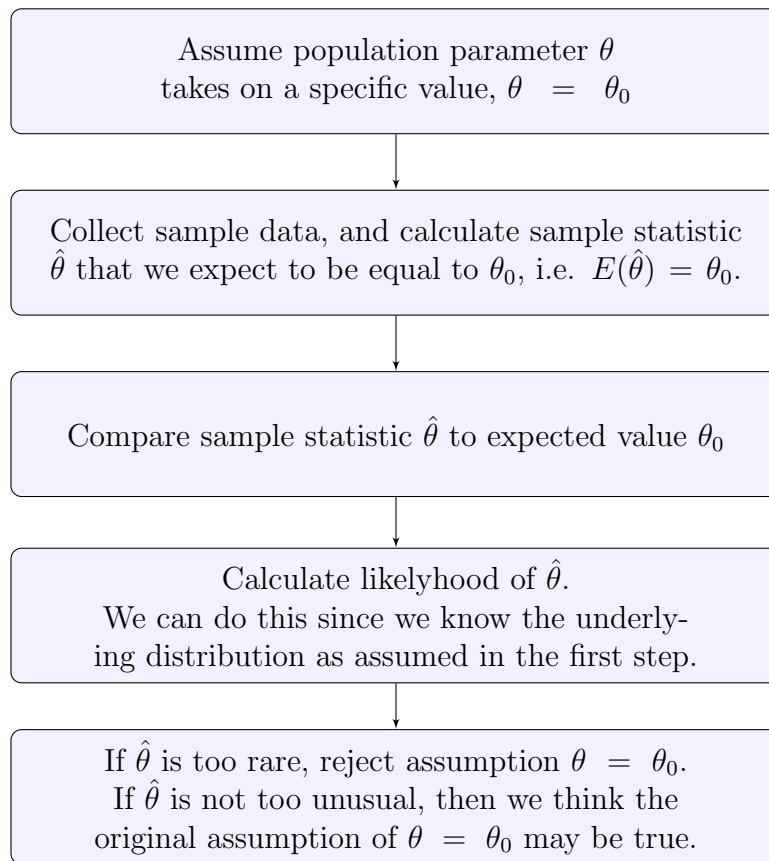 Assume population parameter θ
takes on a specific value, θ = θ₀
Collect sample data, and calculate sample statistic
θ̂ that we expect to be equal to θ₀, i.e. E(θ̂) = θ₀.
Compare sample statistic θ̂ to expected value θ₀
Calculate likelyhood of θ̂.
We can do this since we know the underly-
ing distribution as assumed in the first step.
If θ̂ is too rare, reject assumption θ = θ₀.
If θ̂ is not too unusual, then we think the
original assumption of θ = θ₀ may be true.